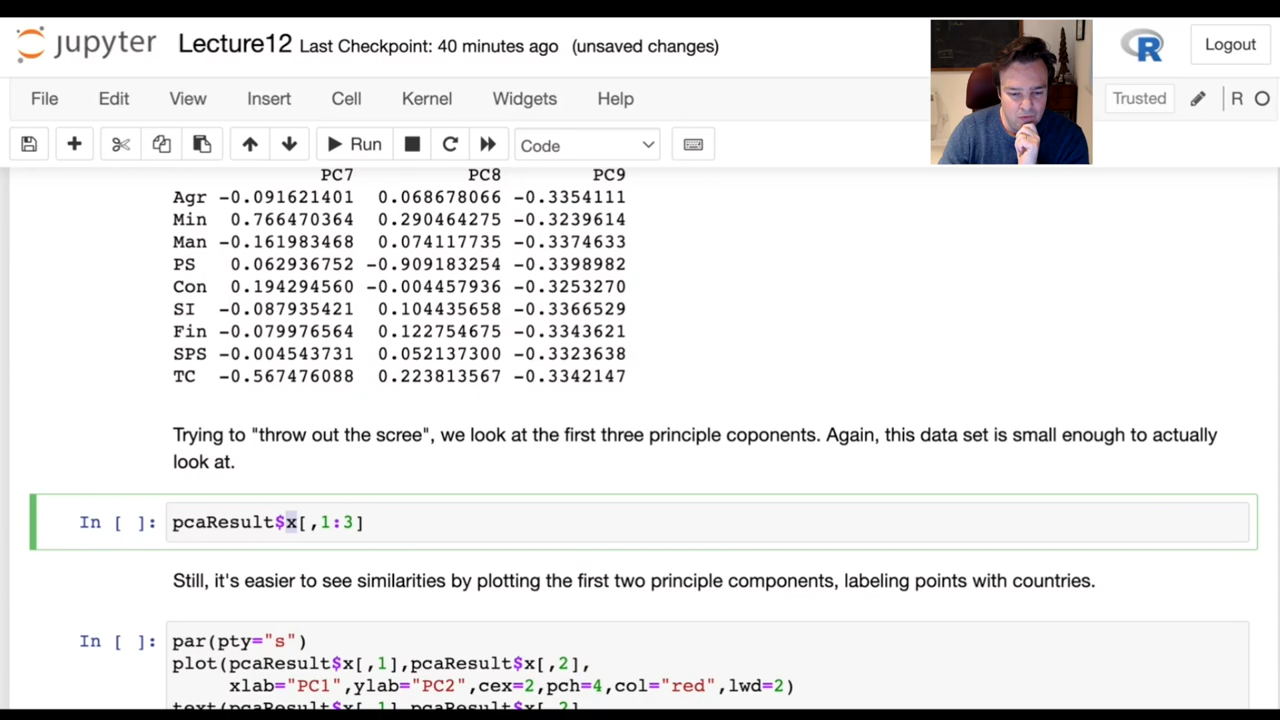 jupyter Lecture12 Last Checkpoint: 40 minutes ago (unsaved changes) R Logout
File Edit View Insert Cell Kernel Widgets Help Trusted R
Run Code
PC7 PC8 PC9
Agr -0.091621401 0.068678066 -0.3354111
Min 0.766470364 0.290464275 -0.3239614
Man -0.161983468 0.074117735 -0.3374633
PS 0.062936752 -0.909183254 -0.3398982
Con 0.194294560 -0.004457936 -0.3253270
SI -0.087935421 0.104435658 -0.3366529
Fin -0.079976564 0.122754675 -0.3343621
SPS -0.004543731 0.052137300 -0.3323638
TC -0.567476088 0.223813567 -0.3342147
Trying to "throw out the scree", we look at the first three principle coponents. Again, this data set is small enough to actually
look at.
In [ ]: pcaResult$x[,1:3]
Still, it's easier to see similarities by plotting the first two principle components, labeling points with countries.
In [ ]: par(pty="s")
plot(pcaResult$x[,1],pcaResult$x[,2],
xlab="PC1",ylab="PC2",cex=2,pch=4,col="red",lwd=2)
text(pcaResult$x[,1],pcaResult$x[,2],